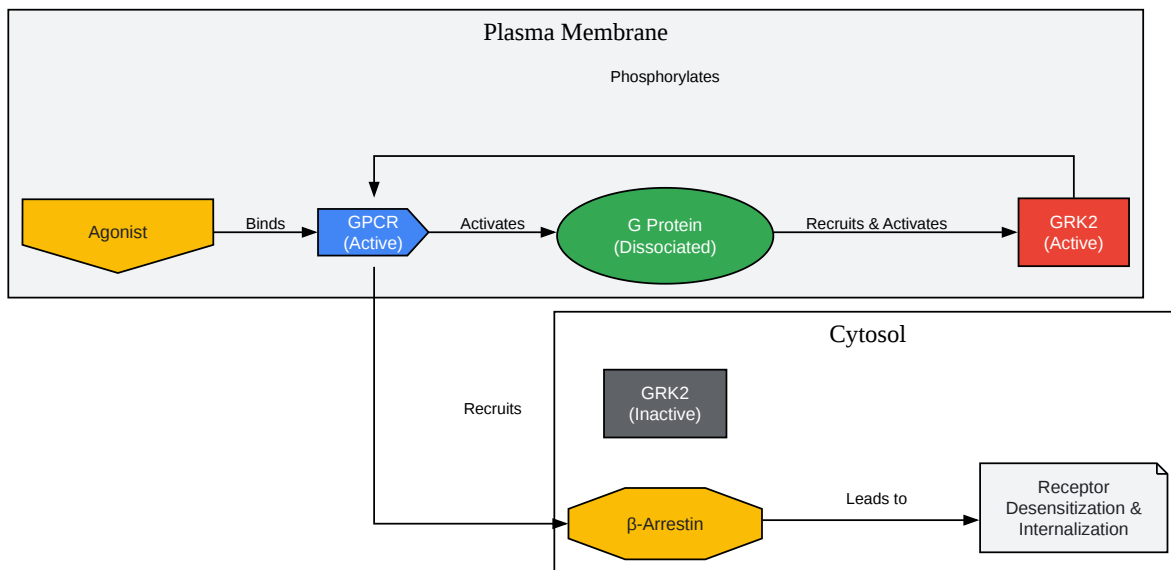 Plasma Membrane
Phosphorylates
Agonist
Binds
GPCR
(Active)
Activates
G Protein
(Dissociated)
Recruits & Activates
GRK2
(Active)
Cytosol
GRK2
(Inactive)
Recruits
β-Arrestin
Leads to
Receptor
Desensitization &
Internalization